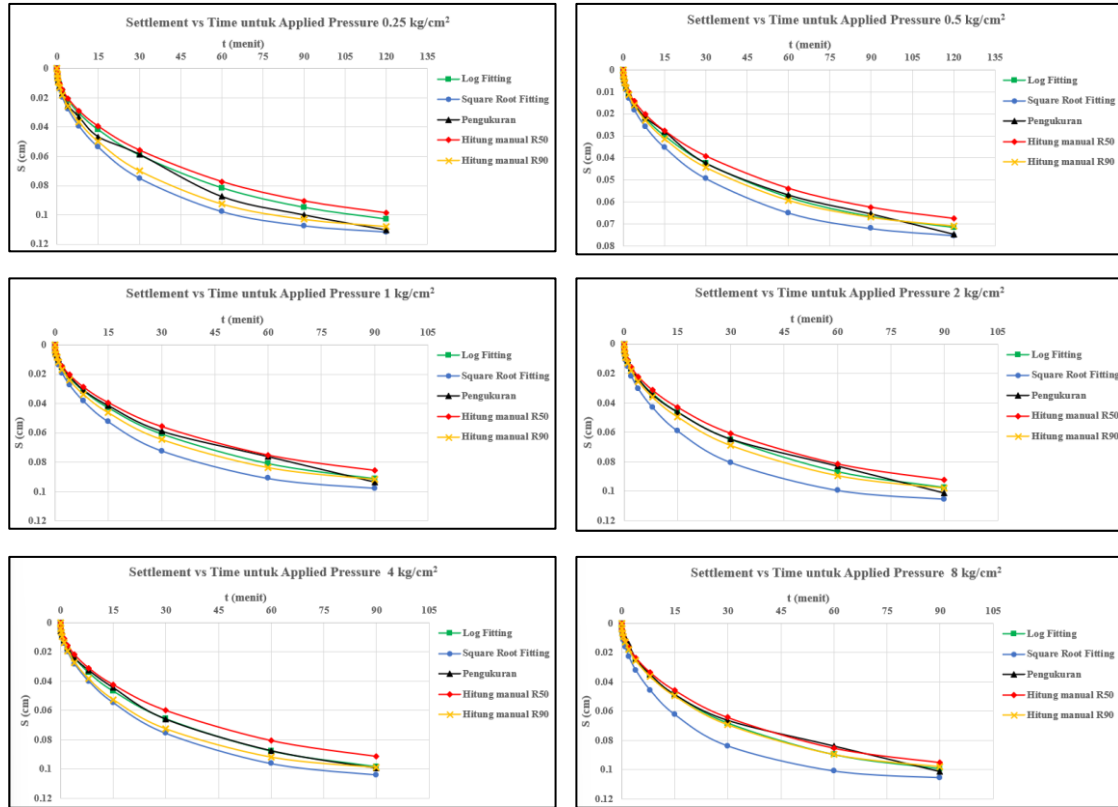 Settlement vs Time untuk Applied Pressure 0.25 kg/cm²
t (menit)
0 15 30 45 60 75 90 105 120 135
0
0.02
0.04
0.06
0.08
0.1
0.12
S (cm)
Log Fitting
Square Root Fitting
Pengukuran
Hitung manual R50
Hitung manual R90
Settlement vs Time untuk Applied Pressure 0.5 kg/cm²
t (menit)
0 15 30 45 60 75 90 105 120 135
0
0.01
0.02
0.03
0.04
0.05
0.06
0.07
0.08
S (cm)
Log Fitting
Square Root Fitting
Pengukuran
Hitung manual R50
Hitung manual R90
Settlement vs Time untuk Applied Pressure 1 kg/cm²
t (menit)
0 15 30 45 60 75 90 105
0
0.02
0.04
0.06
0.08
0.1
0.12
S (cm)
Log Fitting
Square Root Fitting
Pengukuran
Hitung manual R50
Hitung manual R90
Settlement vs Time untuk Applied Pressure 2 kg/cm²
t (menit)
0 15 30 45 60 75 90 105
0
0.02
0.04
0.06
0.08
0.1
0.12
S (cm)
Log Fitting
Square Root Fitting
Pengukuran
Hitung manual R50
Hitung manual R90
Settlement vs Time untuk Applied Pressure 4 kg/cm²
t (menit)
0 15 30 45 60 75 90 105
0
0.02
0.04
0.06
0.08
0.1
0.12
S (cm)
Log Fitting
Square Root Fitting
Pengukuran
Hitung manual R50
Hitung manual R90
Settlement vs Time untuk Applied Pressure 8 kg/cm²
t (menit)
0 15 30 45 60 75 90 105
0
0.02
0.04
0.06
0.08
0.1
0.12
S (cm)
Log Fitting
Square Root Fitting
Pengukuran
Hitung manual R50
Hitung manual R90